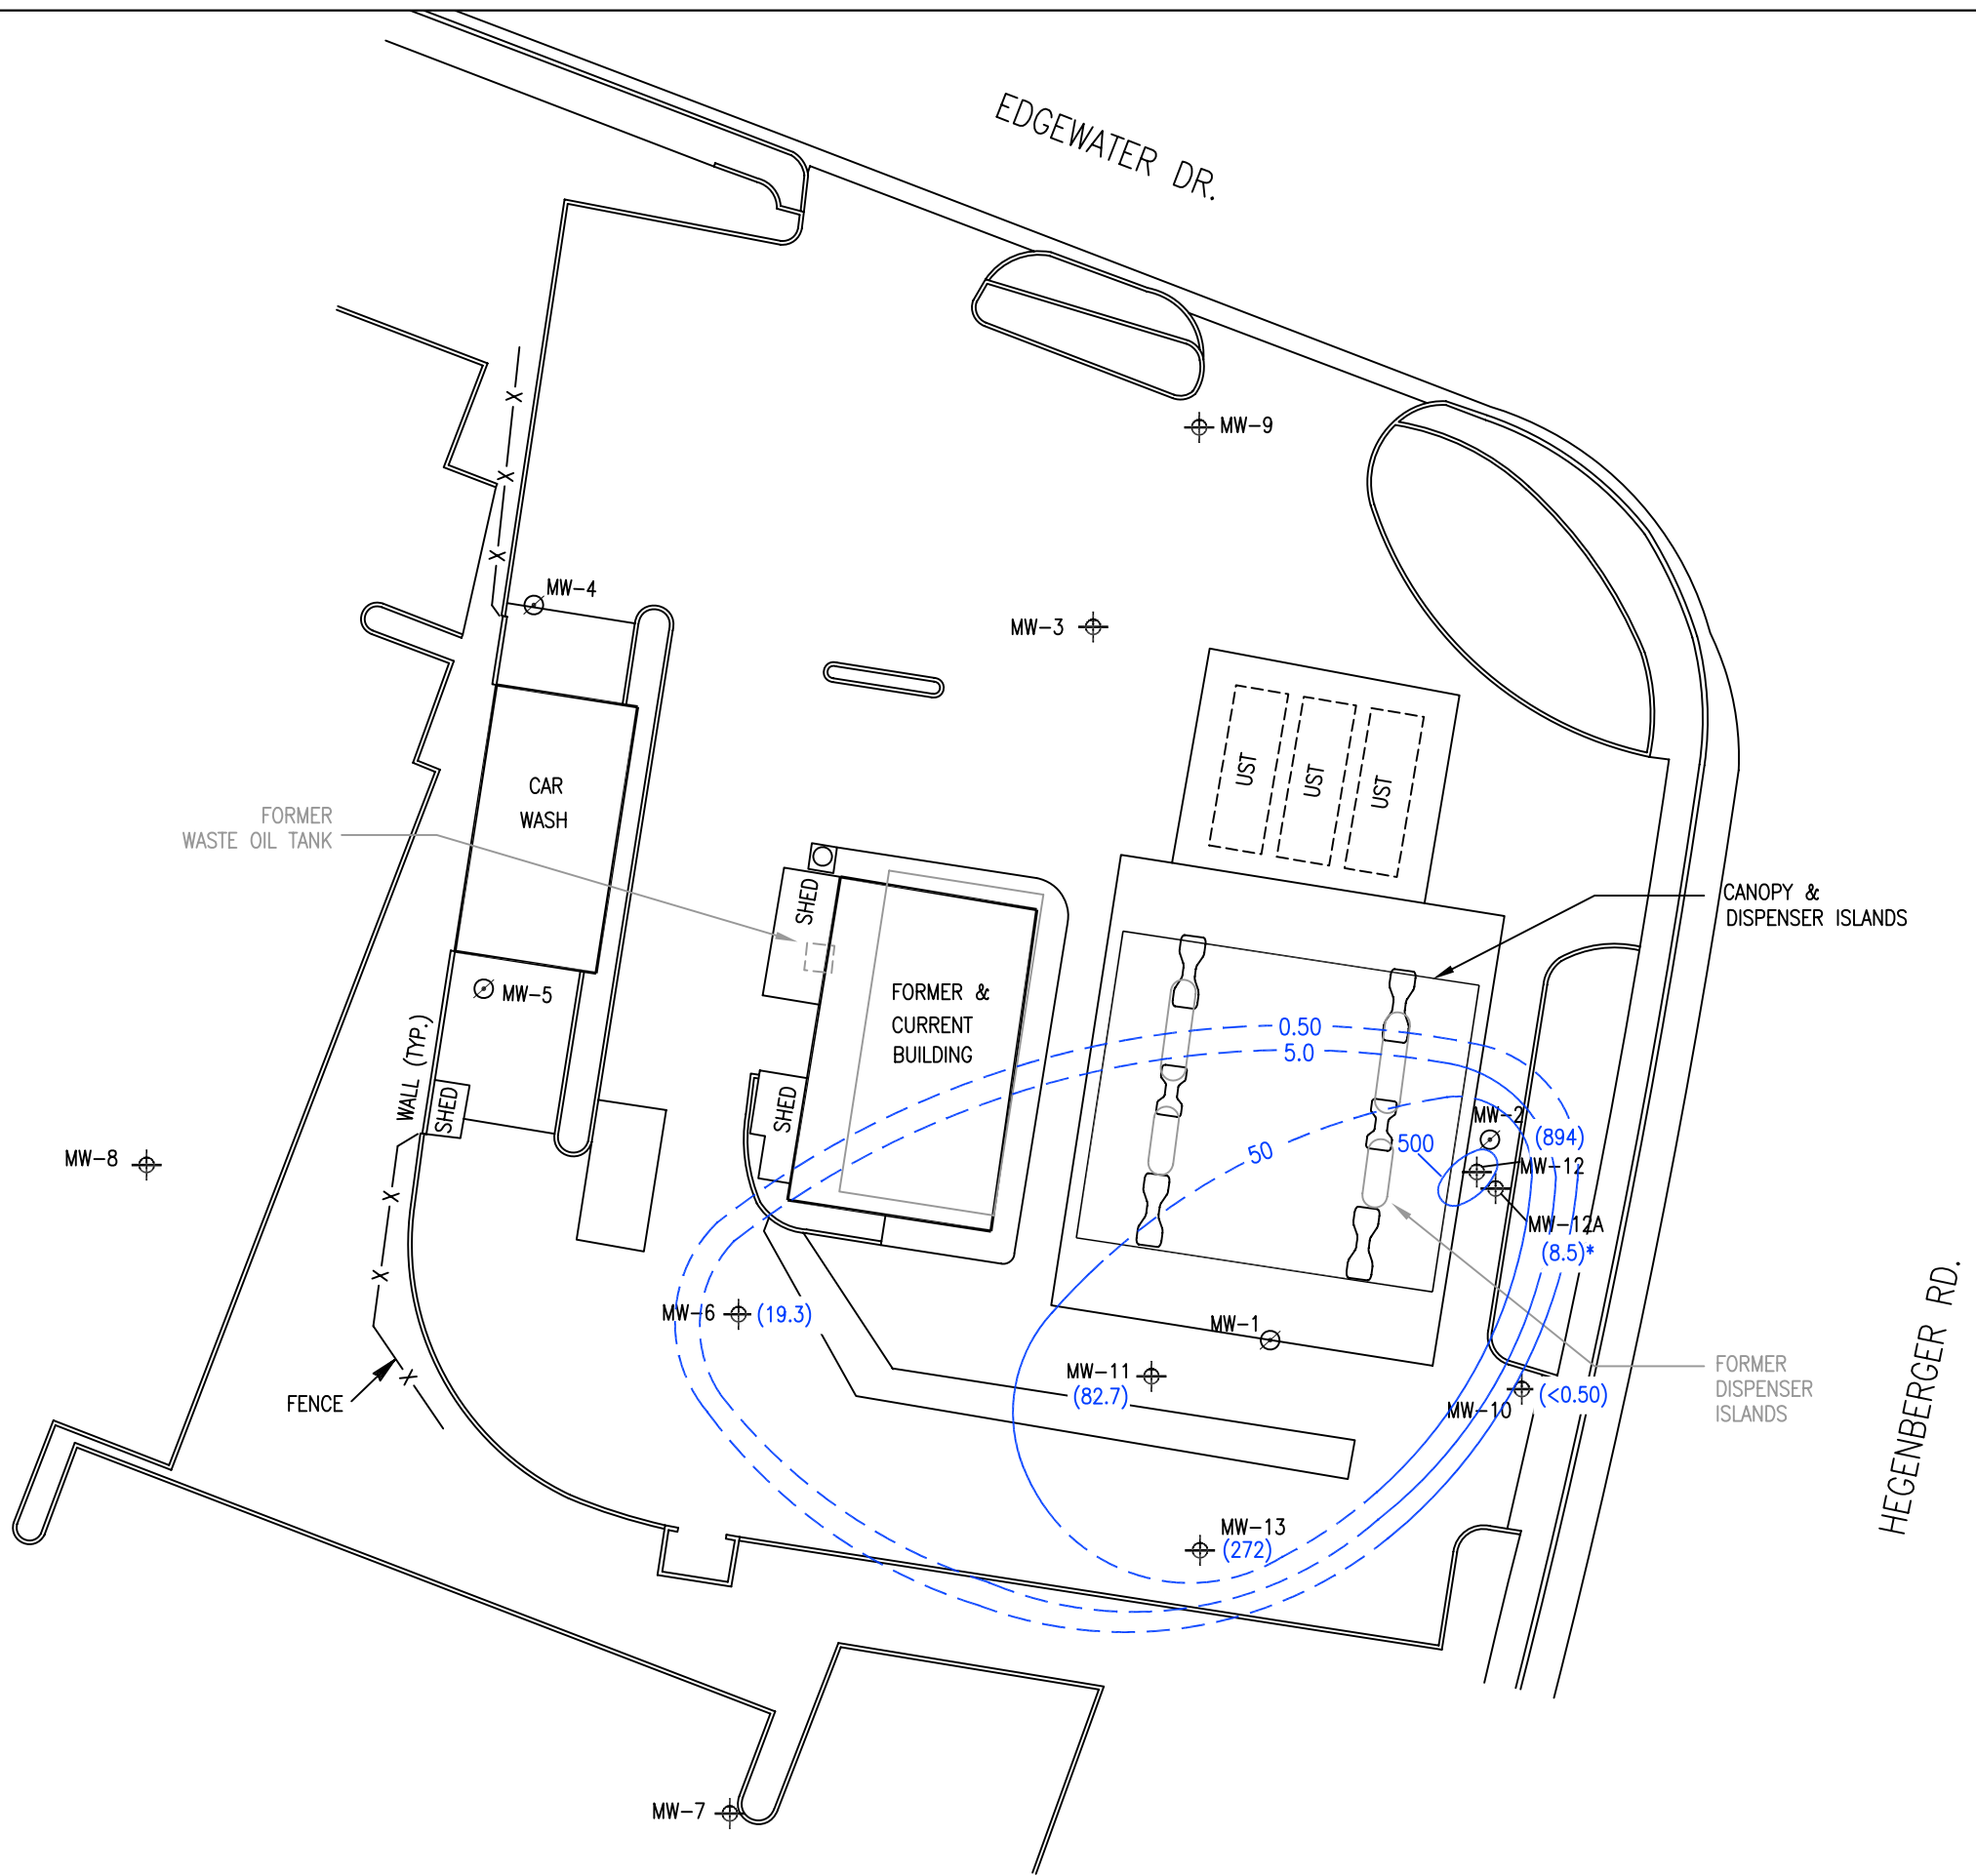 EDGEWATER DR.
MW-9
X
X
X
MW-4
MW-3
UST
UST
UST
CAR
WASH
FORMER
WASTE OIL TANK
SHED
CANOPY &
DISPENSER ISLANDS
MW-5
FORMER &
CURRENT
BUILDING
WALL (TYP.)
SHED
SHED
0.50
5.0
50
500
MW-2
(894)
MW-12
MW-12A
(8.5)*
MW-8
X
X
X
FENCE
MW-6
(19.3)
MW-1
MW-11
(82.7)
MW-10
(<0.50)
FORMER
DISPENSER
ISLANDS
HEGENBERGER RD.
MW-13
(272)
MW-7